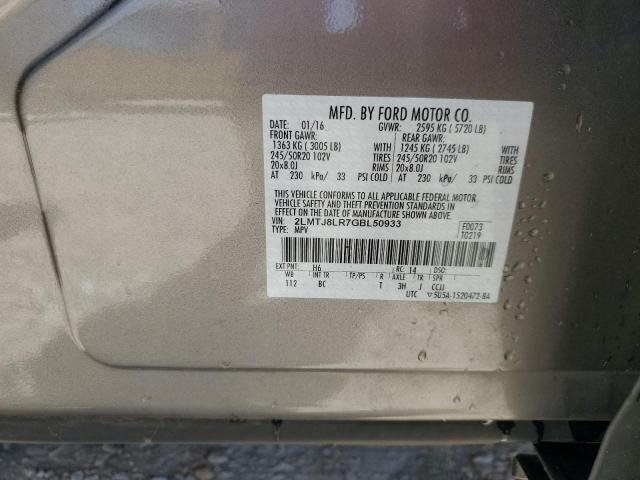 MFD. BY FORD MOTOR CO.
DATE: 01/16 GVWR: 2595 KG ( 5720 LB)
FRONT GAWR: REAR GAWR:
1363 KG ( 3005 LB) WITH 1245 KG ( 2745 LB) WITH
245/50R20 102V TIRES 245/50R20 102V TIRES
20x8.0J RIMS 20x8.0J RIMS
AT 230 kPa/ 33 PSI COLD AT 230 kPa/ 33 PSI COLD
THIS VEHICLE CONFORMS TO ALL APPLICABLE FEDERAL MOTOR
VEHICLE SAFETY AND BUMPER STANDARDS IN
EFFECT ON THE DATE OF MANUFACTURE SHOWN ABOVE.
VIN: 2LMTJ8LR7GBL50933 F0073
TYPE: MPV T0219
EXT PNT: H6 RC: 14 DSO:
WB INT TR TP/PS R AXLE TR SPR
112 BC T 3H J CCJJ
UTC ▽5U5A-1520472-BA